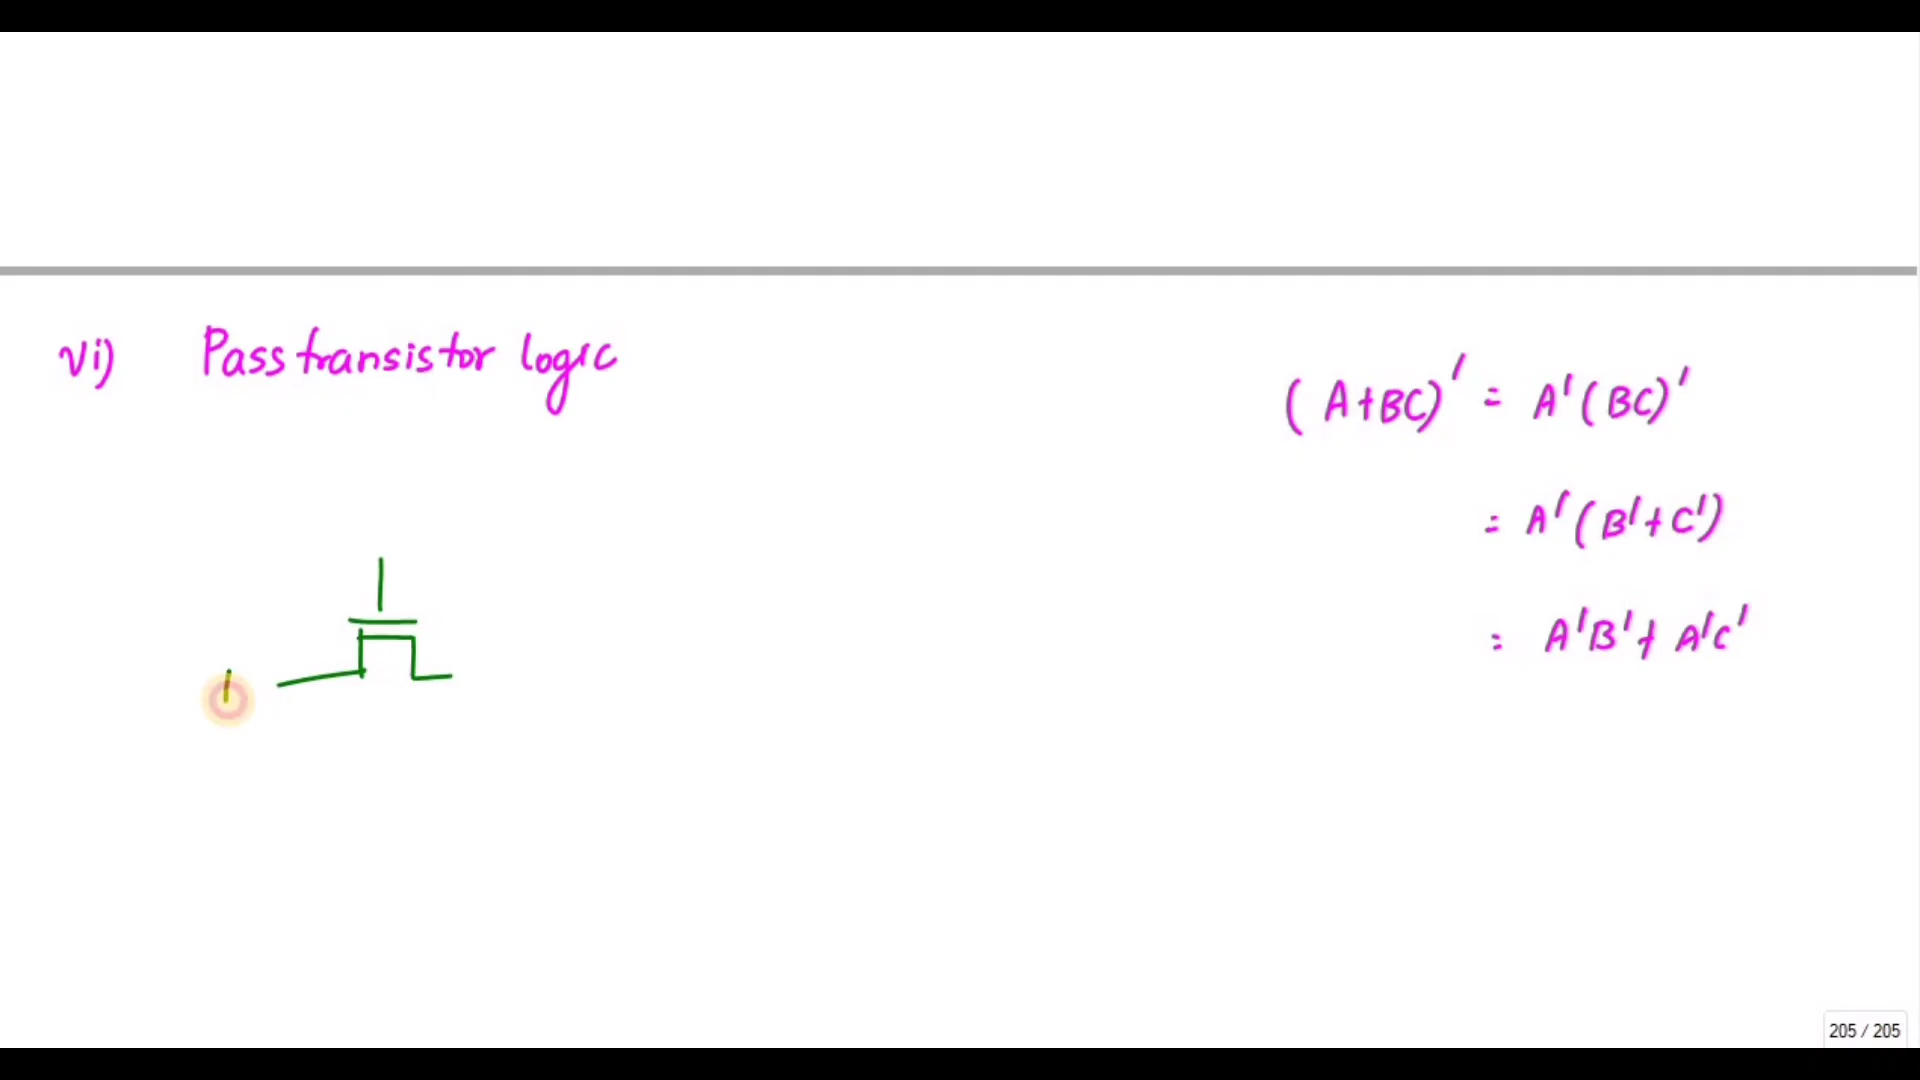 vi) Pass transistor logic
(A+BC)' = A'(BC)'
= A'(B'+C')
= A'B'+A'C'
205 / 205